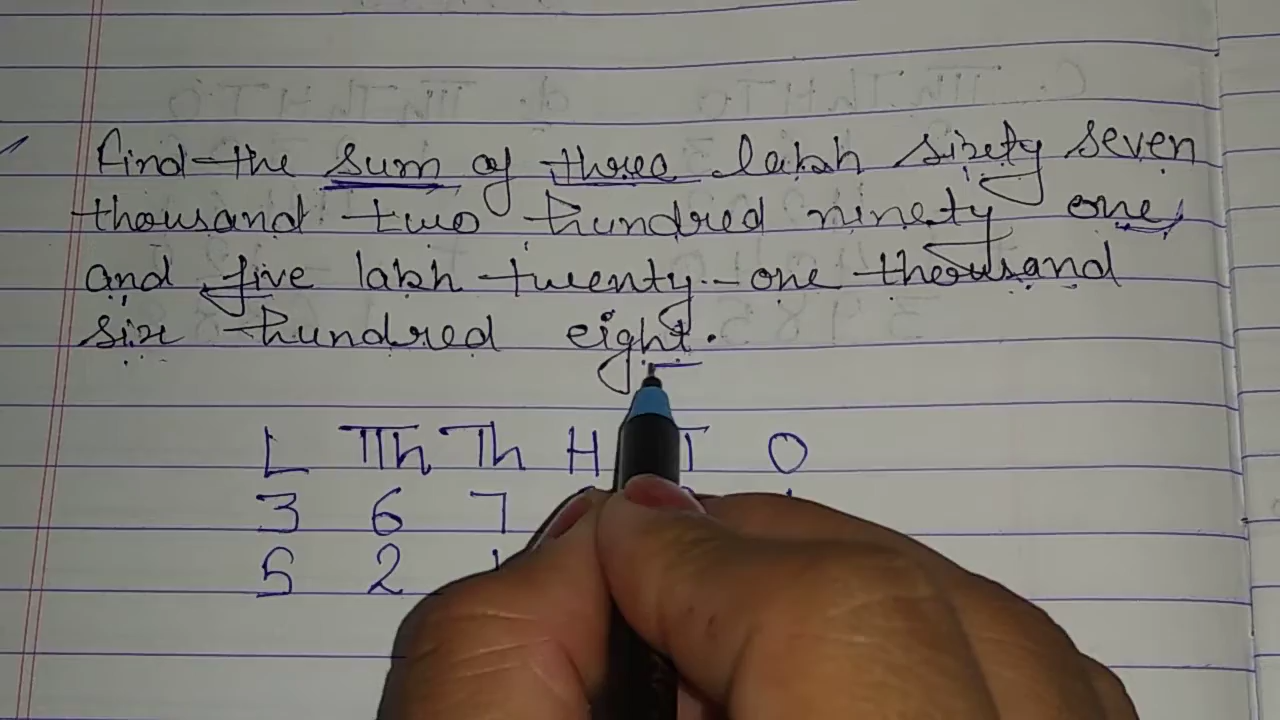 Find the sum of three lakh sixty seven
thousand two hundred ninety one,
and five lakh twenty-one thousand
six hundred eight.
L TTh Th H T O
3 6 7
5 2 1